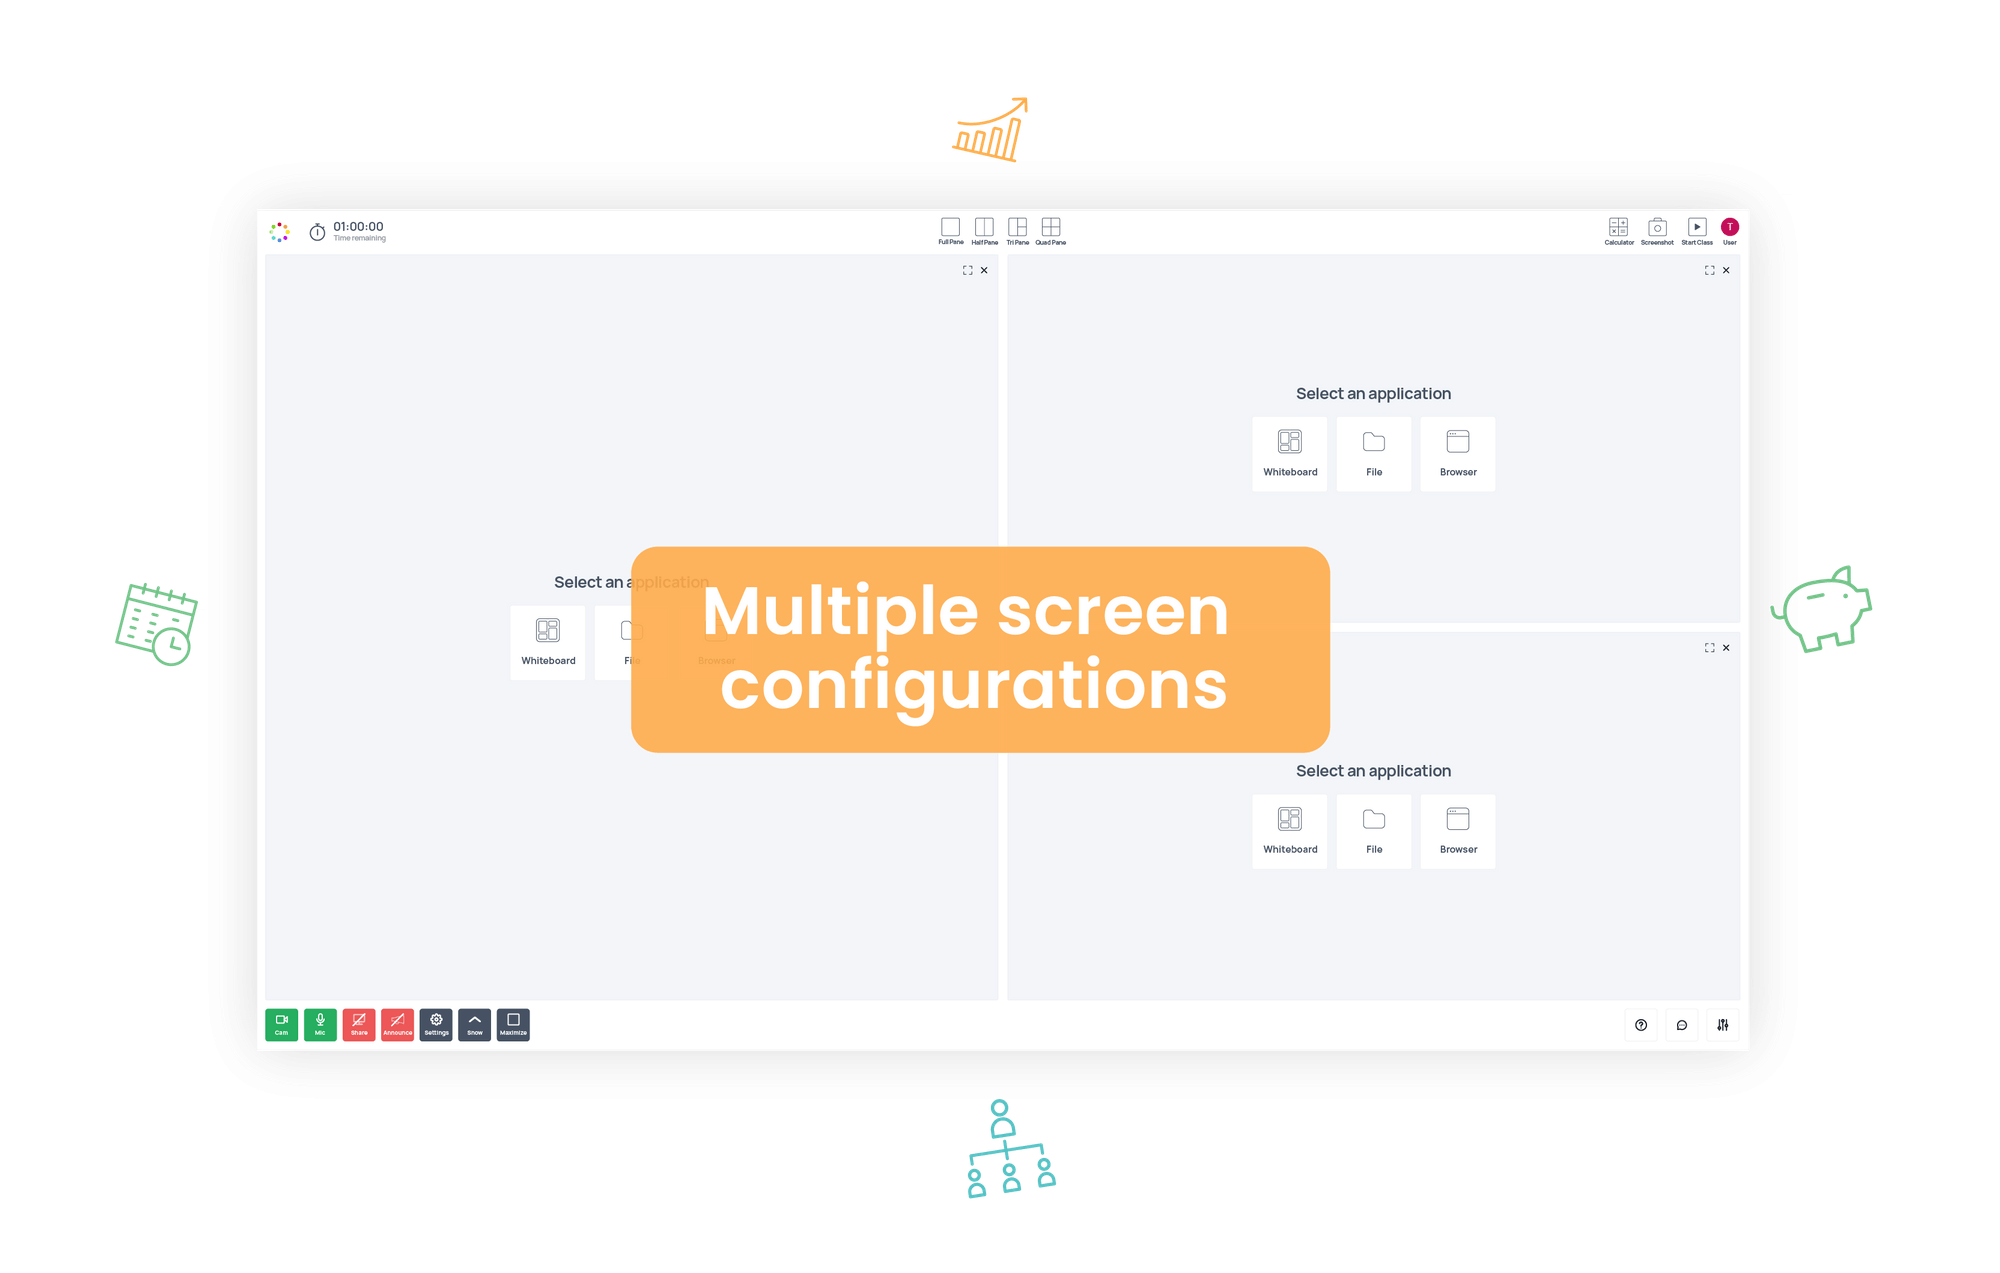 01:00:00
Time remaining
Full Pane
Half Pane
Tri Pane
Quad Pane
Calculator
Screenshot
Start Class
T
User
Select an application
Whiteboard
File
Browser
Select an application
Whiteboard
File
Browser
Multiple screen
configurations
Select an application
Whiteboard
File
Browser
Cam
Mic
Share
Announce
Settings
Snow
Maximize